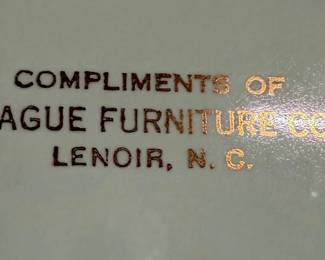 COMPLIMENTS OF
AGUE FURNITURE CO
LENOIR, N. C.